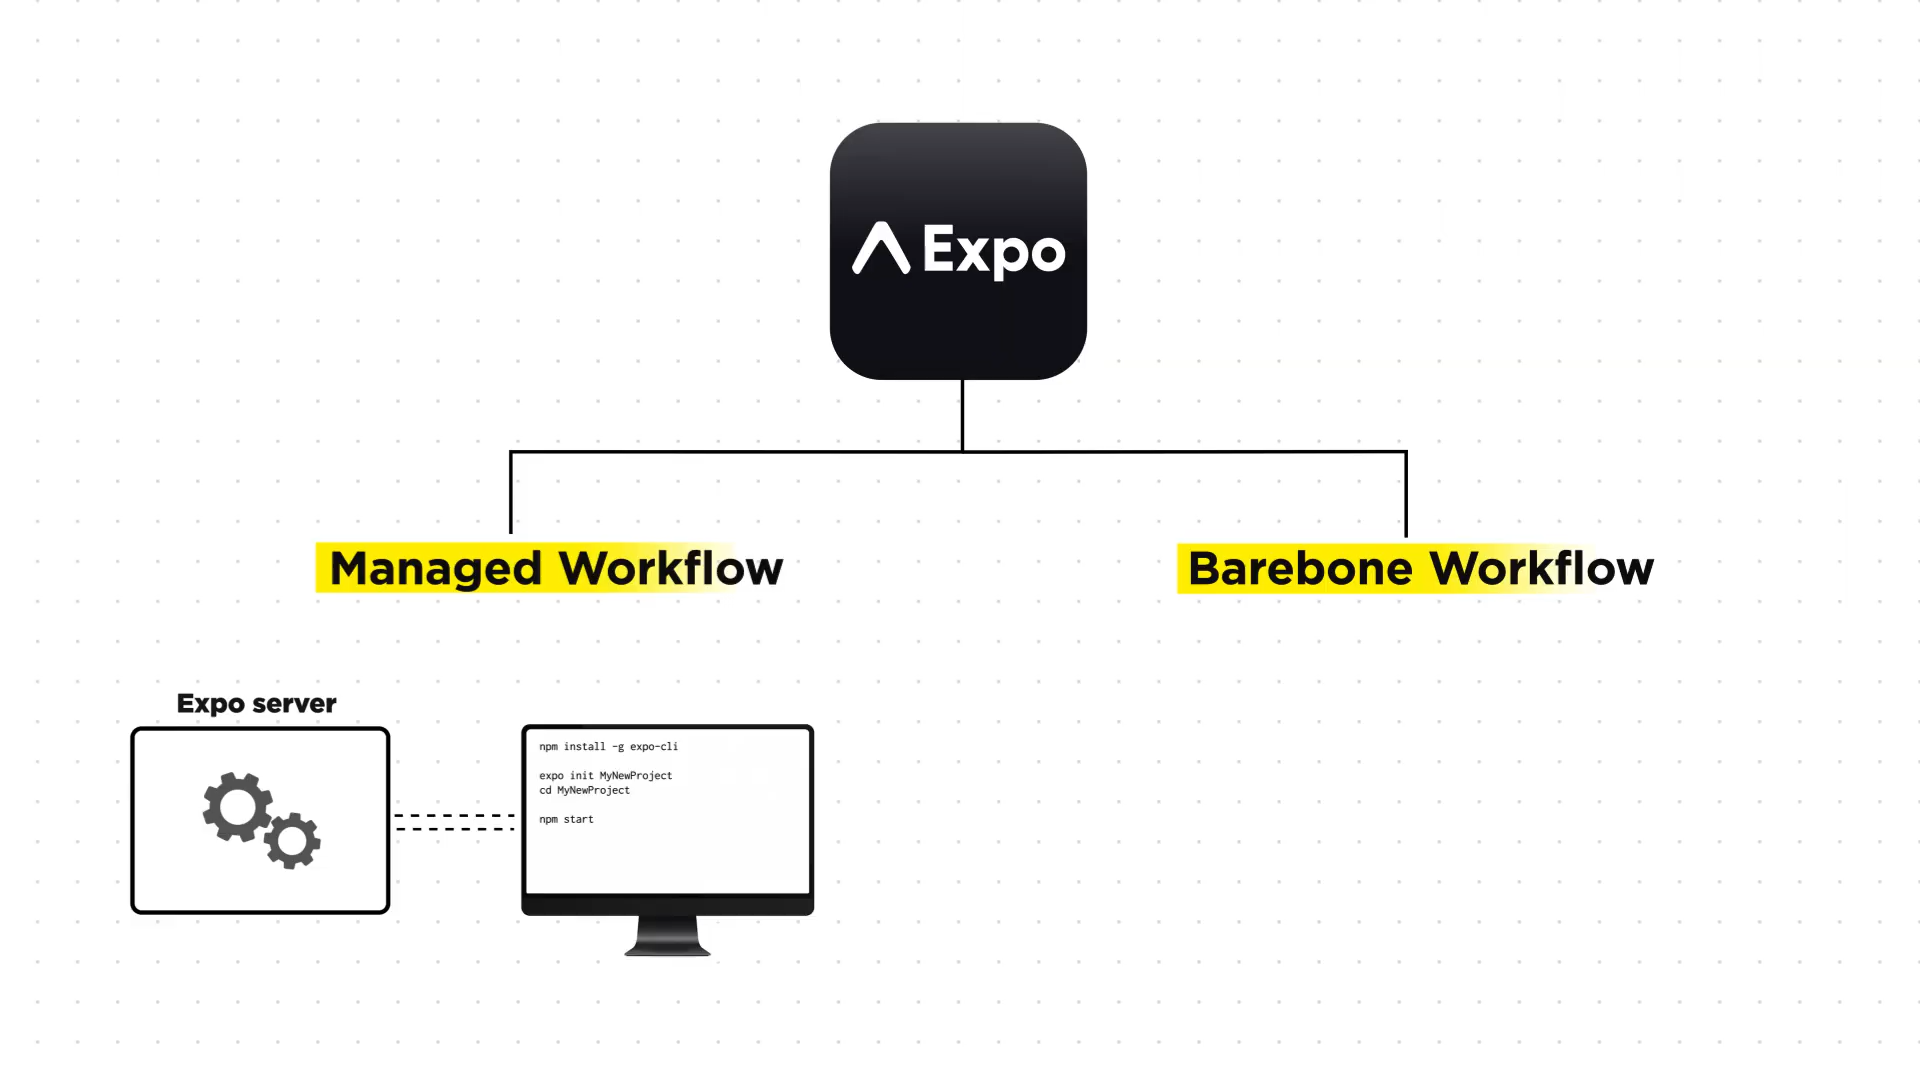 Expo
Managed Workflow
Barebone Workflow
Expo server
npm install -g expo-cli
expo init MyNewProject
cd MyNewProject
npm start